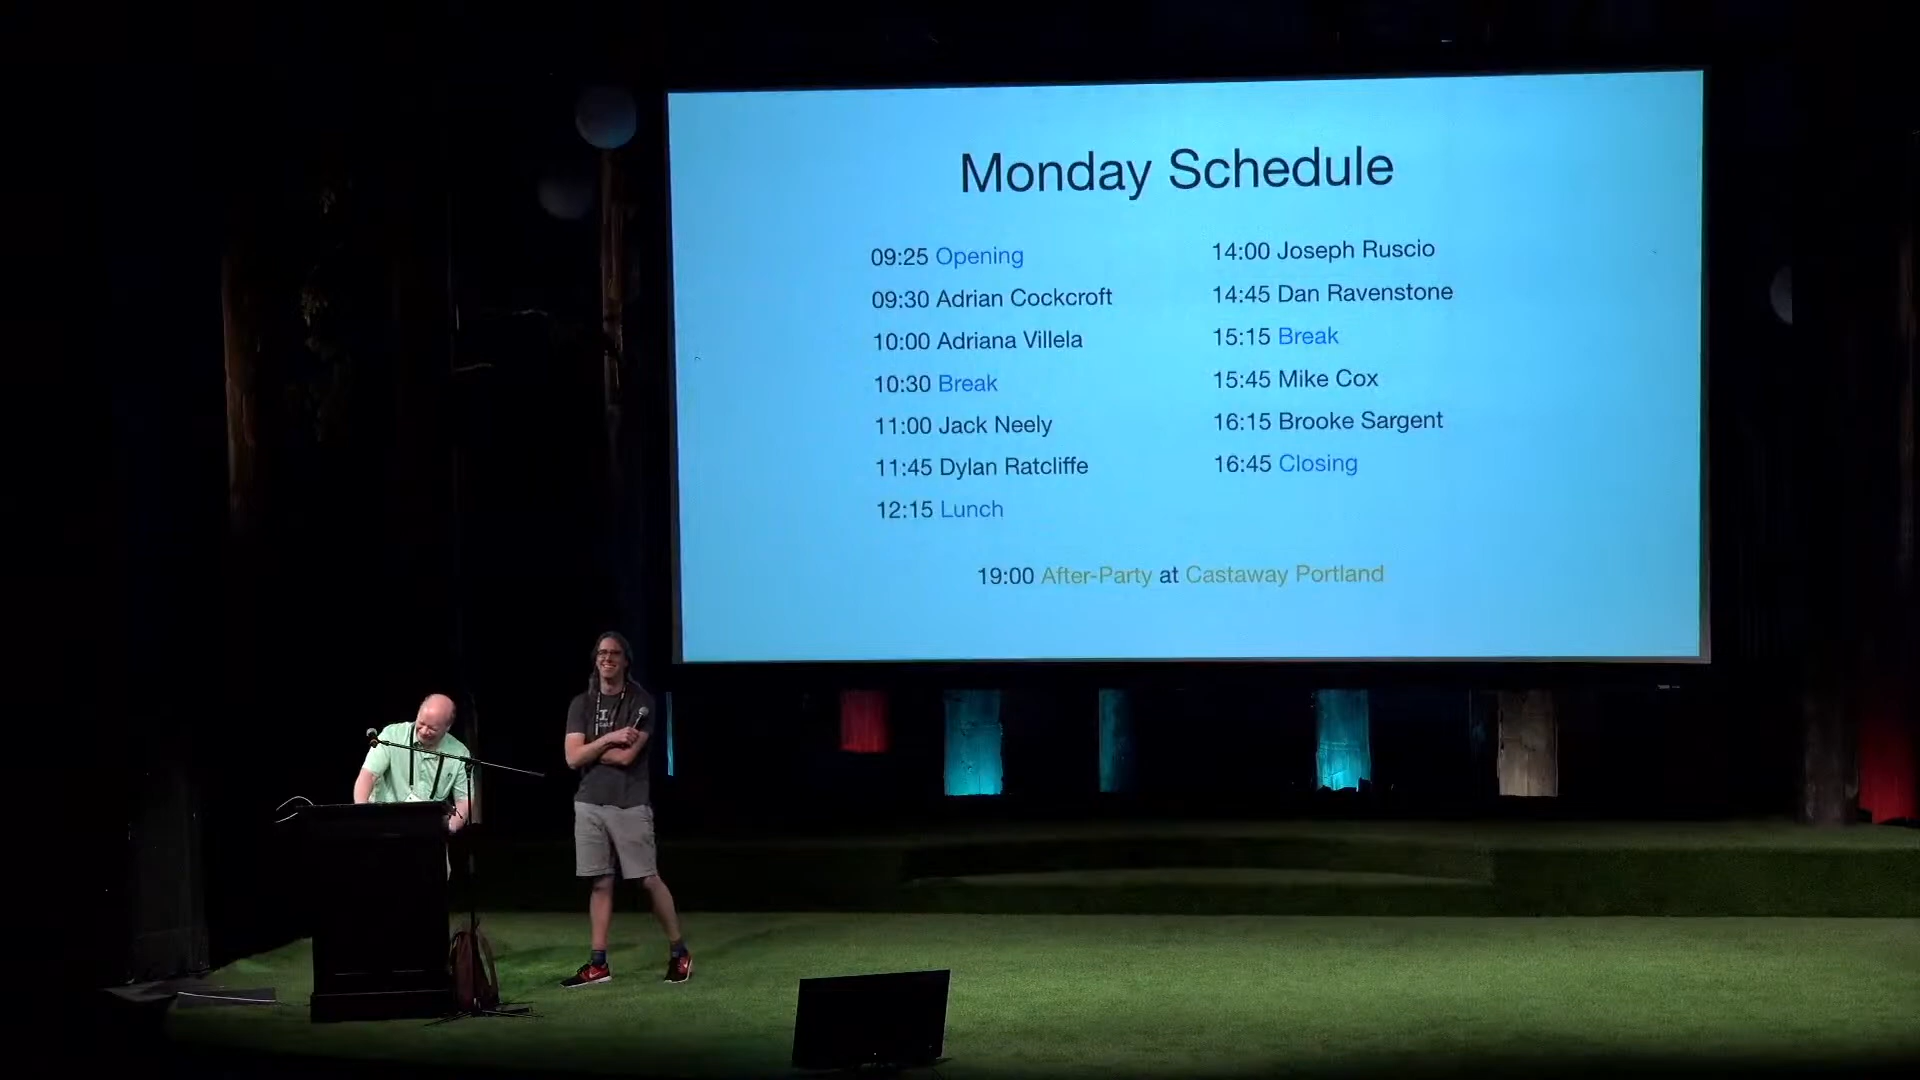 Monday Schedule
09:25 Opening
09:30 Adrian Cockcroft
10:00 Adriana Villela
10:30 Break
11:00 Jack Neely
11:45 Dylan Ratcliffe
12:15 Lunch
14:00 Joseph Ruscio
14:45 Dan Ravenstone
15:15 Break
15:45 Mike Cox
16:15 Brooke Sargent
16:45 Closing
19:00 After-Party at Castaway Portland